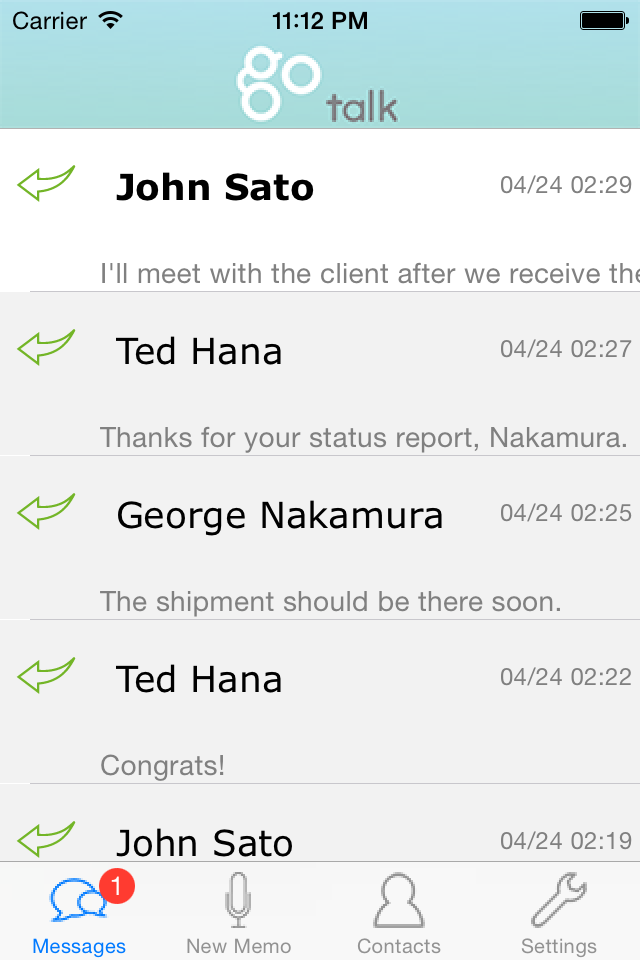 Carrier 11:12 PM
go talk
John Sato 04/24 02:29
I'll meet with the client after we receive the
Ted Hana 04/24 02:27
Thanks for your status report, Nakamura.
George Nakamura 04/24 02:25
The shipment should be there soon.
Ted Hana 04/24 02:22
Congrats!
John Sato 04/24 02:19
1
Messages New Memo Contacts Settings